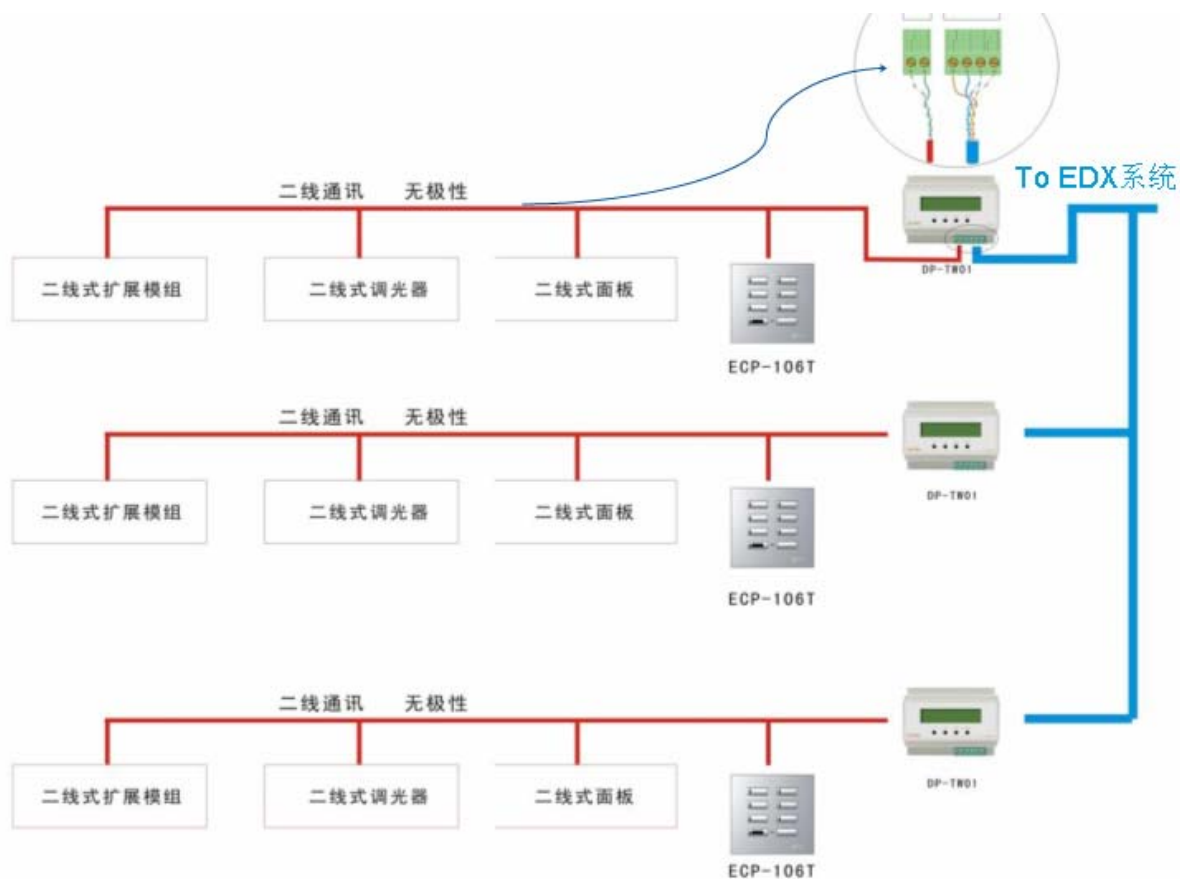 To EDX系统
二线通讯 无极性
DP-TW01
二线式扩展模组
二线式调光器
二线式面板
ECP-106T
二线通讯 无极性
DP-TW01
二线式扩展模组
二线式调光器
二线式面板
ECP-106T
二线通讯 无极性
DP-TW01
二线式扩展模组
二线式调光器
二线式面板
ECP-106T